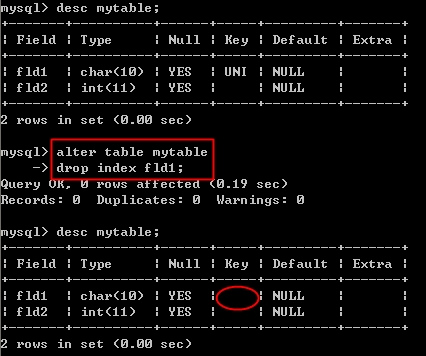 mysql> desc mytable;
+-------+----------+------+-----+---------+-------+
| Field | Type     | Null | Key | Default | Extra |
+-------+----------+------+-----+---------+-------+
| fld1  | char(10) | YES  | UNI | NULL    |       |
| fld2  | int(11)  | YES  |     | NULL    |       |
+-------+----------+------+-----+---------+-------+
2 rows in set (0.00 sec)
mysql> alter table mytable
    -> drop index fld1;
Query OK, 0 rows affected (0.19 sec)
Records: 0  Duplicates: 0  Warnings: 0
mysql> desc mytable;
+-------+----------+------+-----+---------+-------+
| Field | Type     | Null | Key | Default | Extra |
+-------+----------+------+-----+---------+-------+
| fld1  | char(10) | YES  |     | NULL    |       |
| fld2  | int(11)  | YES  |     | NULL    |       |
+-------+----------+------+-----+---------+-------+
2 rows in set (0.00 sec)